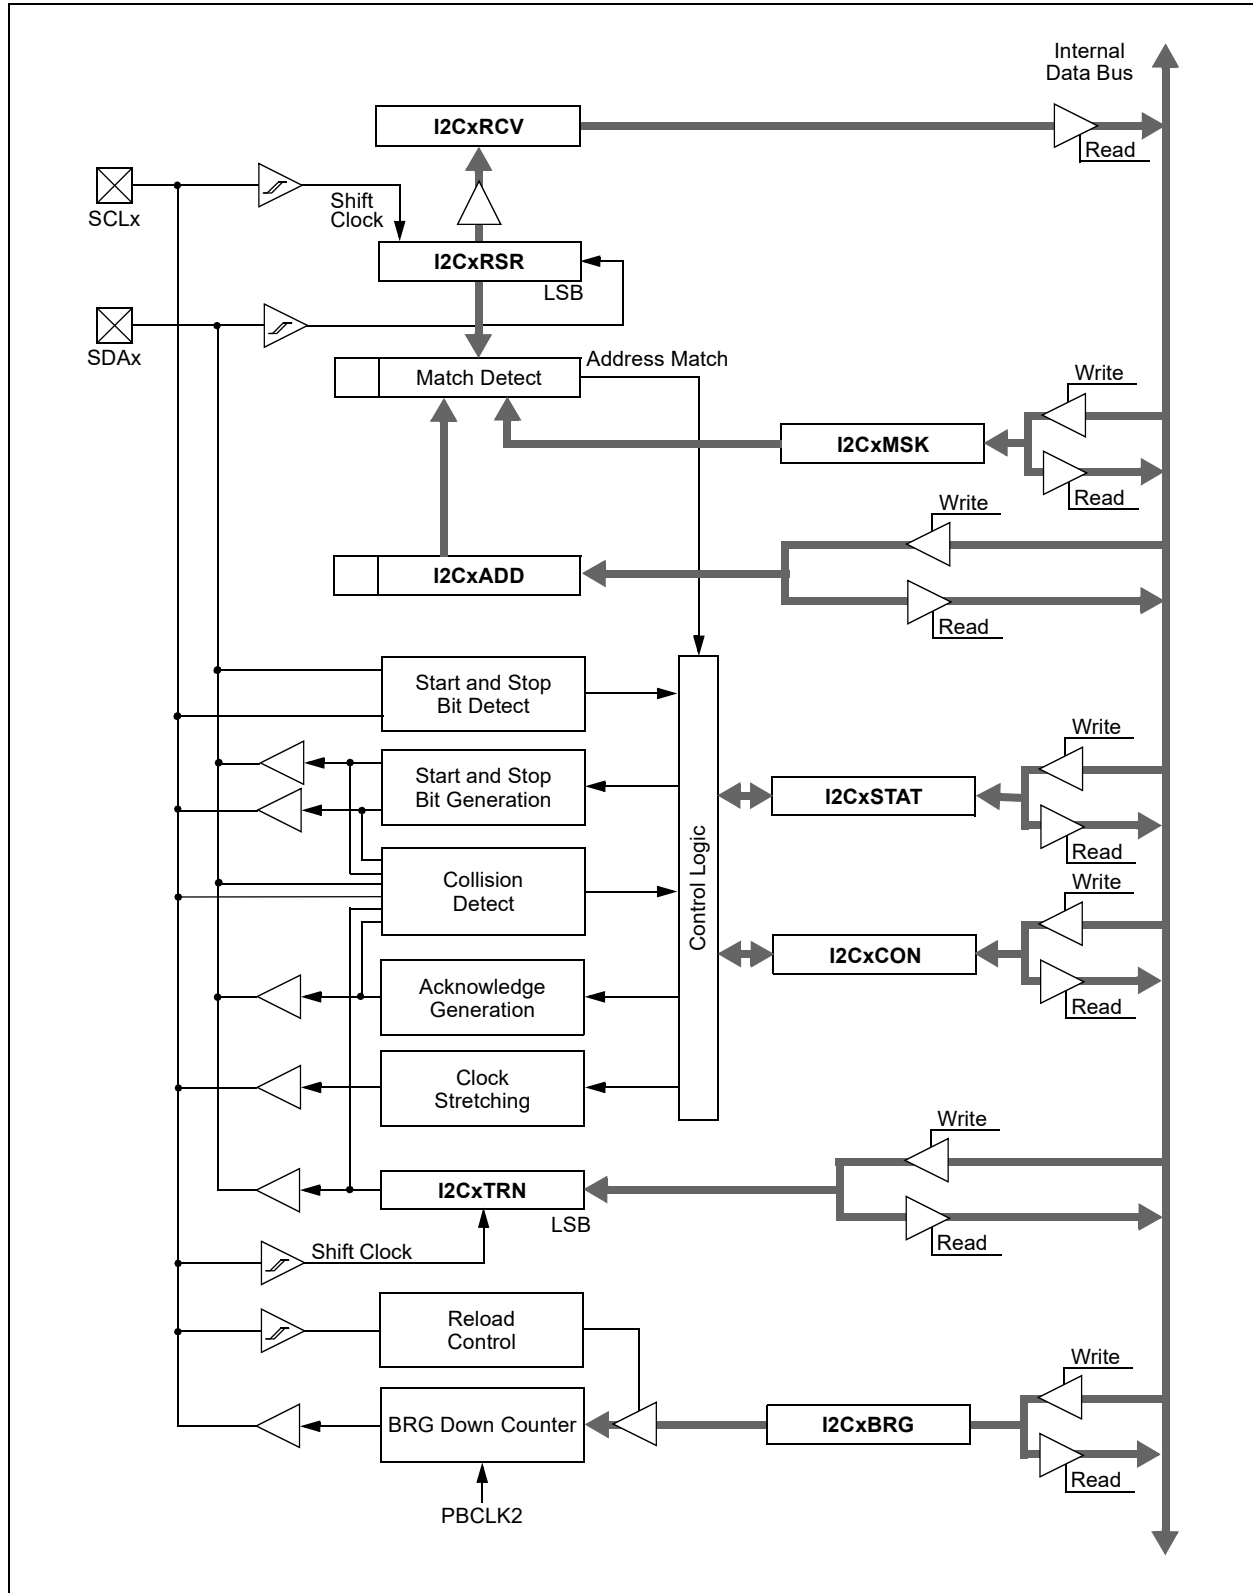 Internal
Data Bus
I2CxRCV
Read
SCLx
Shift
Clock
I2CxRSR
LSB
SDAx
Address Match
Match Detect
Write
I2CxMSK
Read
Write
I2CxADD
Read
Start and Stop
Bit Detect
Write
Start and Stop
Bit Generation
I2CxSTAT
Read
Control Logic
Collision
Detect
Write
I2CxCON
Acknowledge
Generation
Read
Clock
Stretching
Write
I2CxTRN
LSB
Read
Shift Clock
Reload
Control
Write
BRG Down Counter
I2CxBRG
Read
PBCLK2